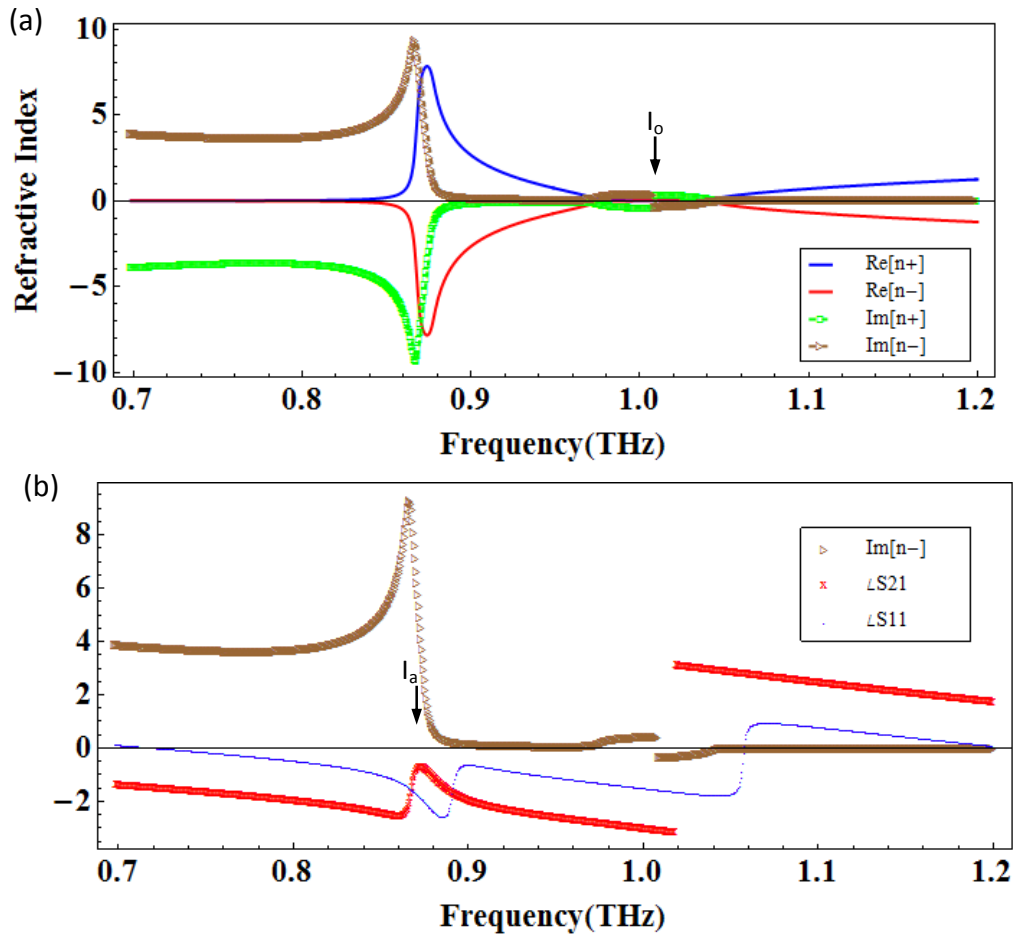 (a)
10
5
0
−5
−10
Refractive Index
I₀
Re[n+]
Re[n−]
Im[n+]
Im[n−]
0.7 0.8 0.9 1.0 1.1 1.2
Frequency(THz)
(b)
8
6
4
2
0
−2
Iₐ
Im[n−]
∠S21
∠S11
0.7 0.8 0.9 1.0 1.1 1.2
Frequency(THz)